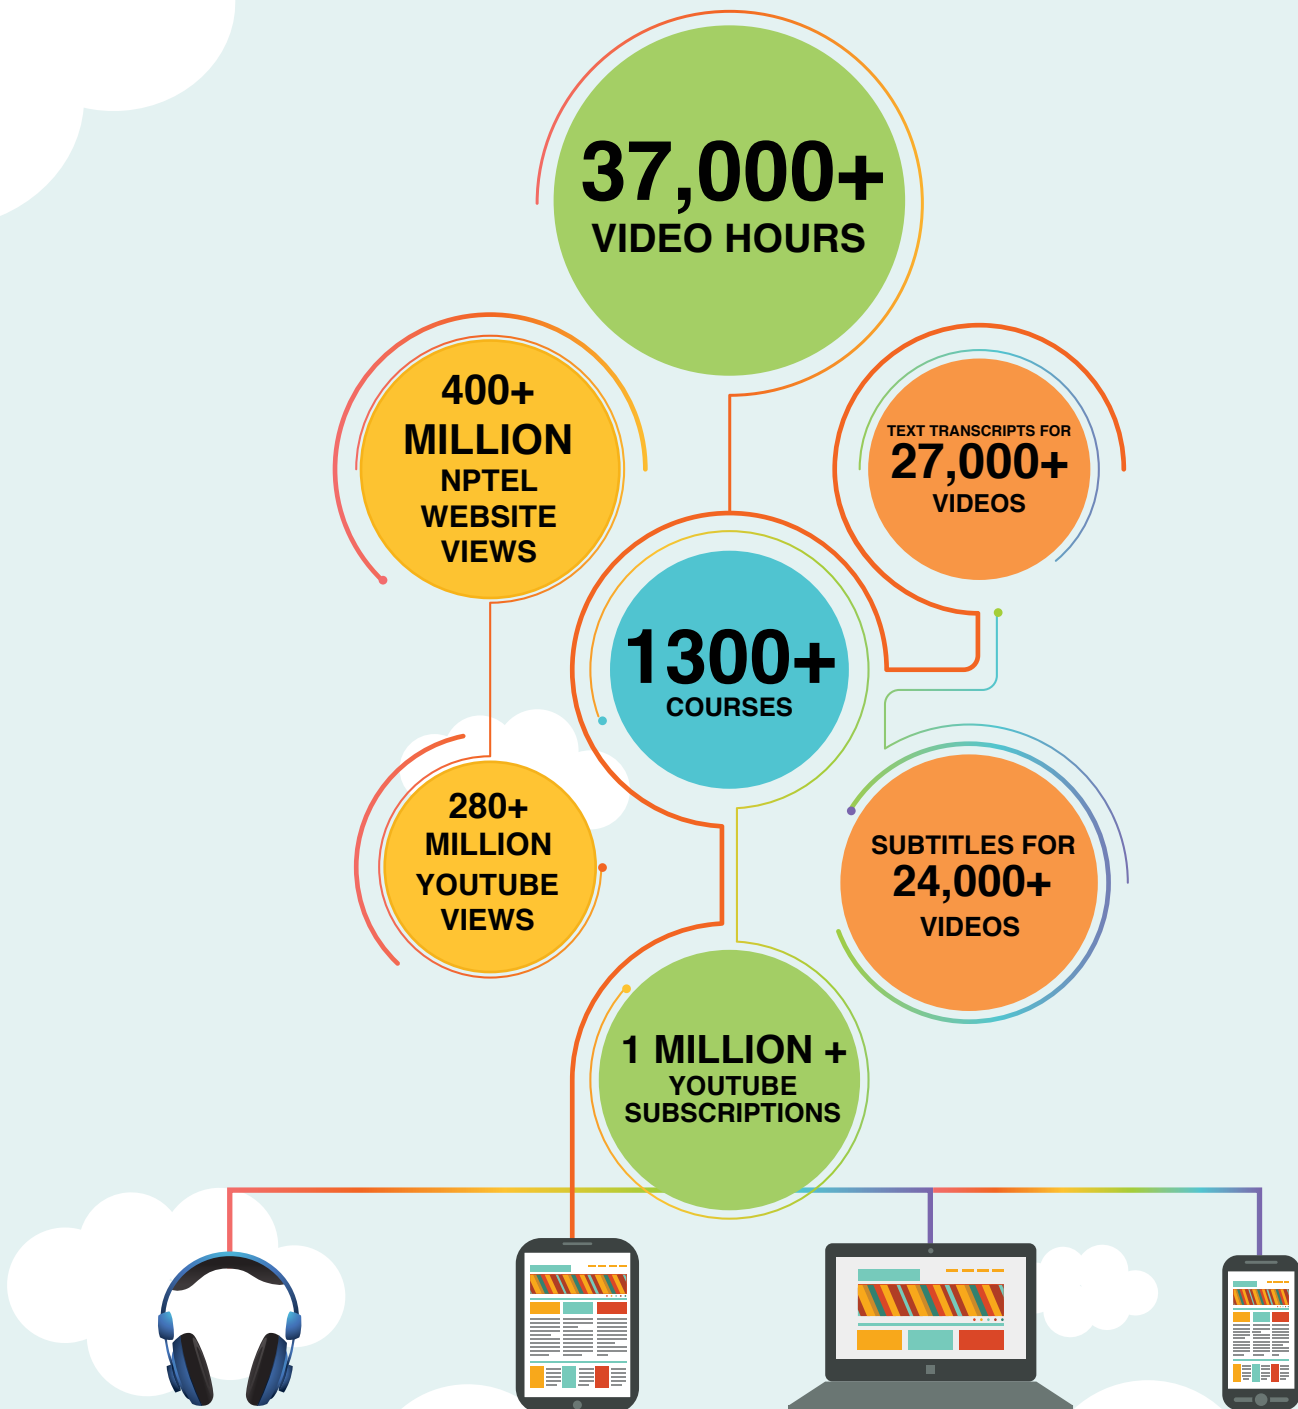 37,000+
VIDEO HOURS
400+
MILLION
NPTEL
WEBSITE
VIEWS
TEXT TRANSCRIPTS FOR
27,000+
VIDEOS
1300+
COURSES
280+
MILLION
YOUTUBE
VIEWS
SUBTITLES FOR
24,000+
VIDEOS
1 MILLION +
YOUTUBE
SUBSCRIPTIONS